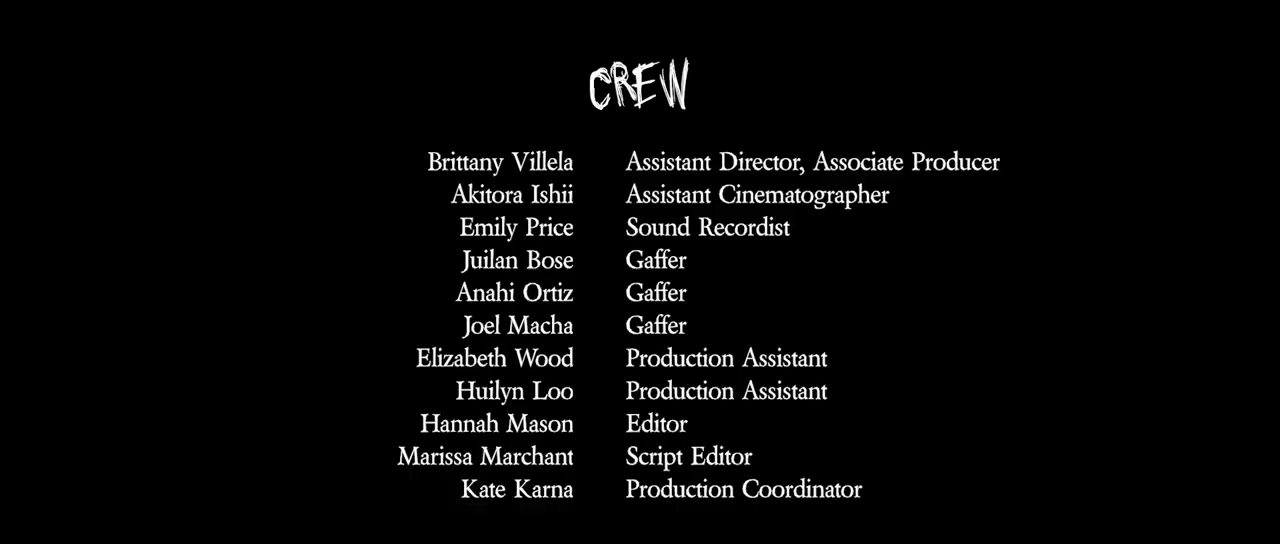 CREW
Brittany Villela Assistant Director, Associate Producer
Akitora Ishii Assistant Cinematographer
Emily Price Sound Recordist
Juilan Bose Gaffer
Anahi Ortiz Gaffer
Joel Macha Gaffer
Elizabeth Wood Production Assistant
Huilyn Loo Production Assistant
Hannah Mason Editor
Marissa Marchant Script Editor
Kate Karna Production Coordinator